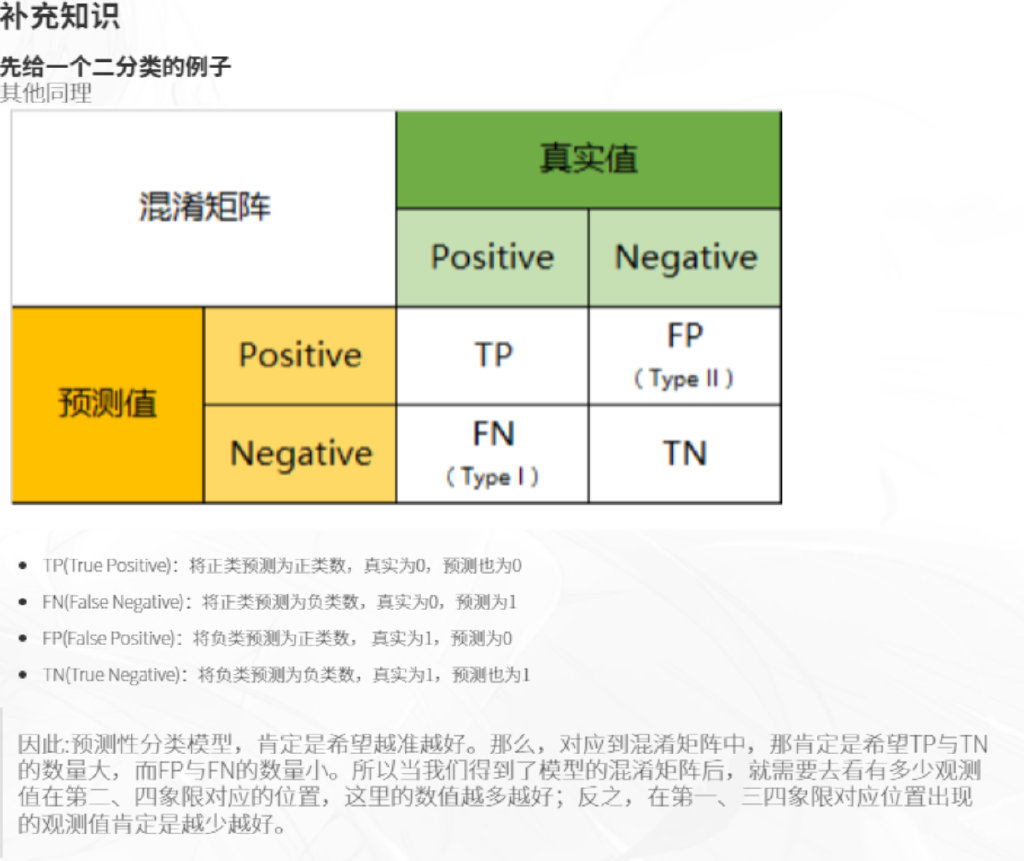 补充知识
先给一个二分类的例子
其他同理
混淆矩阵
真实值
Positive
Negative
预测值
Positive
TP
FP
(Type II)
Negative
FN
(Type I)
TN
TP(True Positive)：将正类预测为正类数，真实为0，预测也为0
FN(False Negative)：将正类预测为负类数，真实为0，预测为1
FP(False Positive)：将负类预测为正类数， 真实为1，预测为0
TN(True Negative)：将负类预测为负类数，真实为1，预测也为1
因此:预测性分类模型，肯定是希望越准越好。那么，对应到混淆矩阵中，那肯定是希望TP与TN
的数量大，而FP与FN的数量小。所以当我们得到了模型的混淆矩阵后，就需要去看有多少观测
值在第二、四象限对应的位置，这里的数值越多越好；反之，在第一、三四象限对应位置出现
的观测值肯定是越少越好。